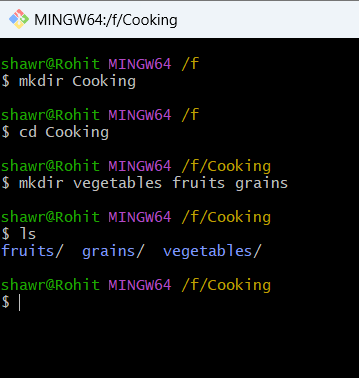 MINGW64:/f/Cooking
shawr@Rohit MINGW64 /f
$ mkdir Cooking
shawr@Rohit MINGW64 /f
$ cd Cooking
shawr@Rohit MINGW64 /f/Cooking
$ mkdir vegetables fruits grains
shawr@Rohit MINGW64 /f/Cooking
$ ls
fruits/  grains/  vegetables/
shawr@Rohit MINGW64 /f/Cooking
$